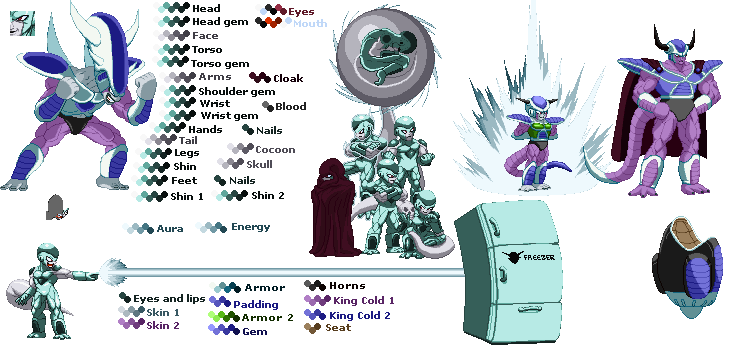 Head
Eyes
Head gem
Mouth
Face
Torso
Torso gem
Arms
Cloak
Shoulder gem
Wrist
Blood
Wrist gem
Hands
Nails
Tail
Legs
Cocoon
Shin
Skull
Feet
Nails
Shin 1
Shin 2
Aura
Energy
FREEZER
Eyes and lips
Skin 1
Skin 2
Armor
Padding
Armor 2
Gem
Horns
King Cold 1
King Cold 2
Seat